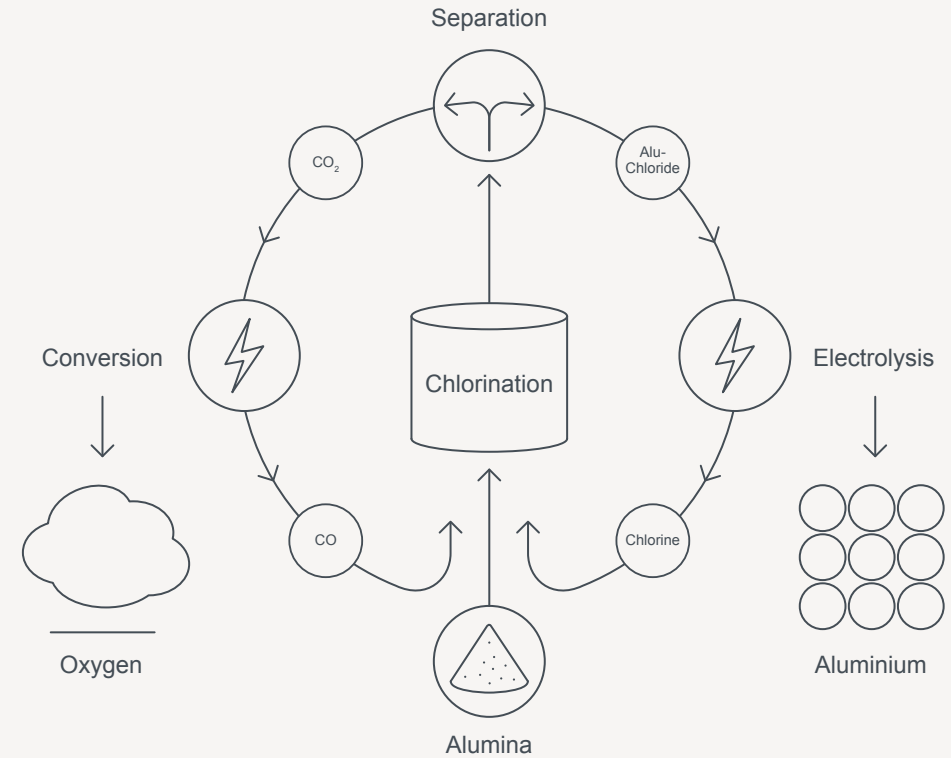 Separation
CO₂
Alu-
Chloride
Conversion
Chlorination
Electrolysis
CO
Chlorine
Oxygen
Aluminium
Alumina